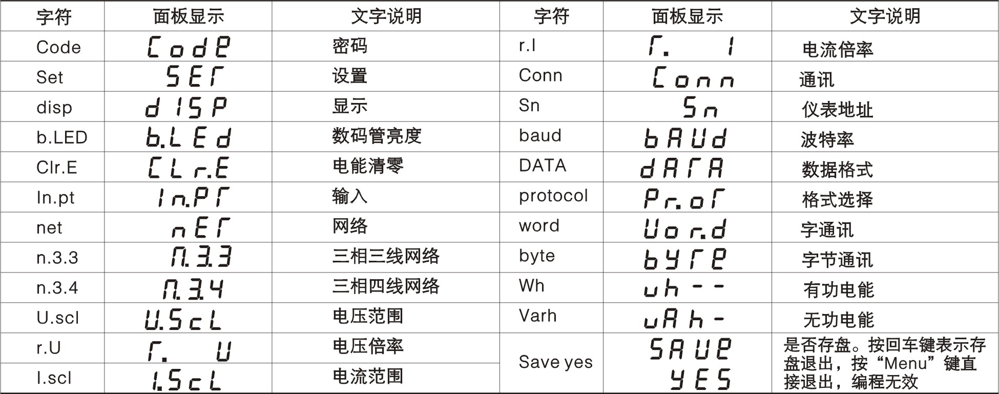 字符 面板显示 文字说明 字符 面板显示 文字说明
Code CodE 密码 r.I r. I 电流倍率
Set SET 设置 Conn Conn 通讯
disp dISP 显示 Sn Sn 仪表地址
b.LED b.LEd 数码管亮度 baud bAUd 波特率
Clr.E CLr.E 电能清零 DATA dATA 数据格式
In.pt In.PT 输入 protocol Pr.oT 格式选择
net nET 网络 word Uor.d 字通讯
n.3.3 n.3.3 三相三线网络 byte byTe 字节通讯
n.3.4 n.3.4 三相四线网络 Wh uh-- 有功电能
U.scl U.ScL 电压范围 Varh uAh- 无功电能
r.U r. U 电压倍率 Save yes SAUe 是否存盘。按回车键表示存
盘退出，按“Menu”键直
I.scl I.ScL 电流范围 yES 接退出，编程无效